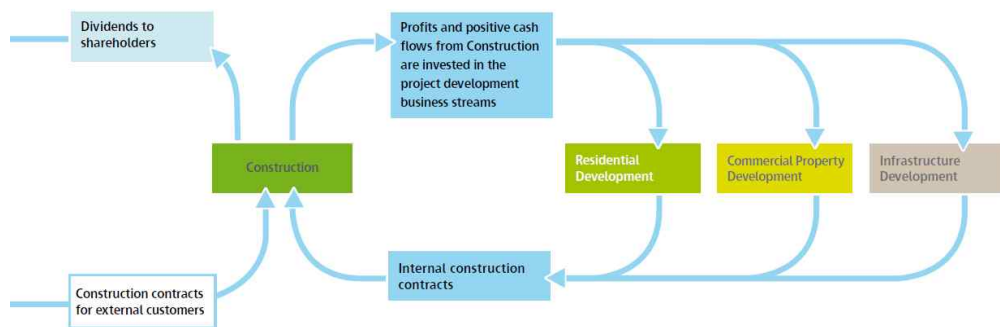 Dividends to
shareholders
Profits and positive cash
flows from Construction
are invested in the
project development
business streams
Construction
Residential
Development
Commercial Property
Development
Infrastructure
Development
Internal construction
contracts
Construction contracts
for external customers